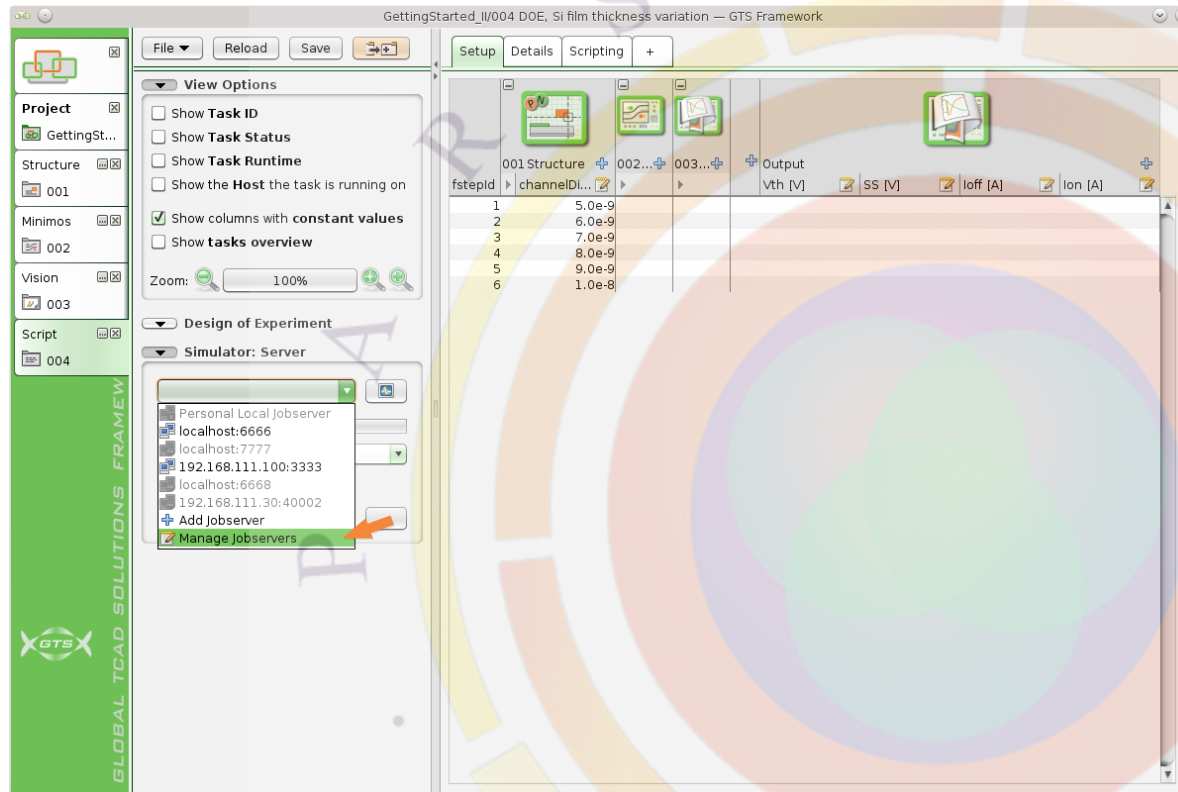 GettingStarted_II/004 DOE, Si film thickness variation — GTS Framework
Project
GettingSt...
Structure
001
Minimos
002
Vision
003
Script
004
GTS
GLOBAL TCAD SOLUTIONS FRAMEW
File Reload Save
View Options
Show Task ID
Show Task Status
Show Task Runtime
Show the Host the task is running on
Show columns with constant values
Show tasks overview
Zoom: 100%
Design of Experiment
Simulator: Server
Personal Local Jobserver
localhost:6666
localhost:7777
192.168.111.100:3333
localhost:6668
192.168.111.30:40002
Add Jobserver
Manage Jobservers
Setup Details Scripting +
P N
001 Structure 002... 003... Output
fstepId channelDi... Vth [V] SS [V] Ioff [A] Ion [A]
1 5.0e-9
2 6.0e-9
3 7.0e-9
4 8.0e-9
5 9.0e-9
6 1.0e-8
P A R S